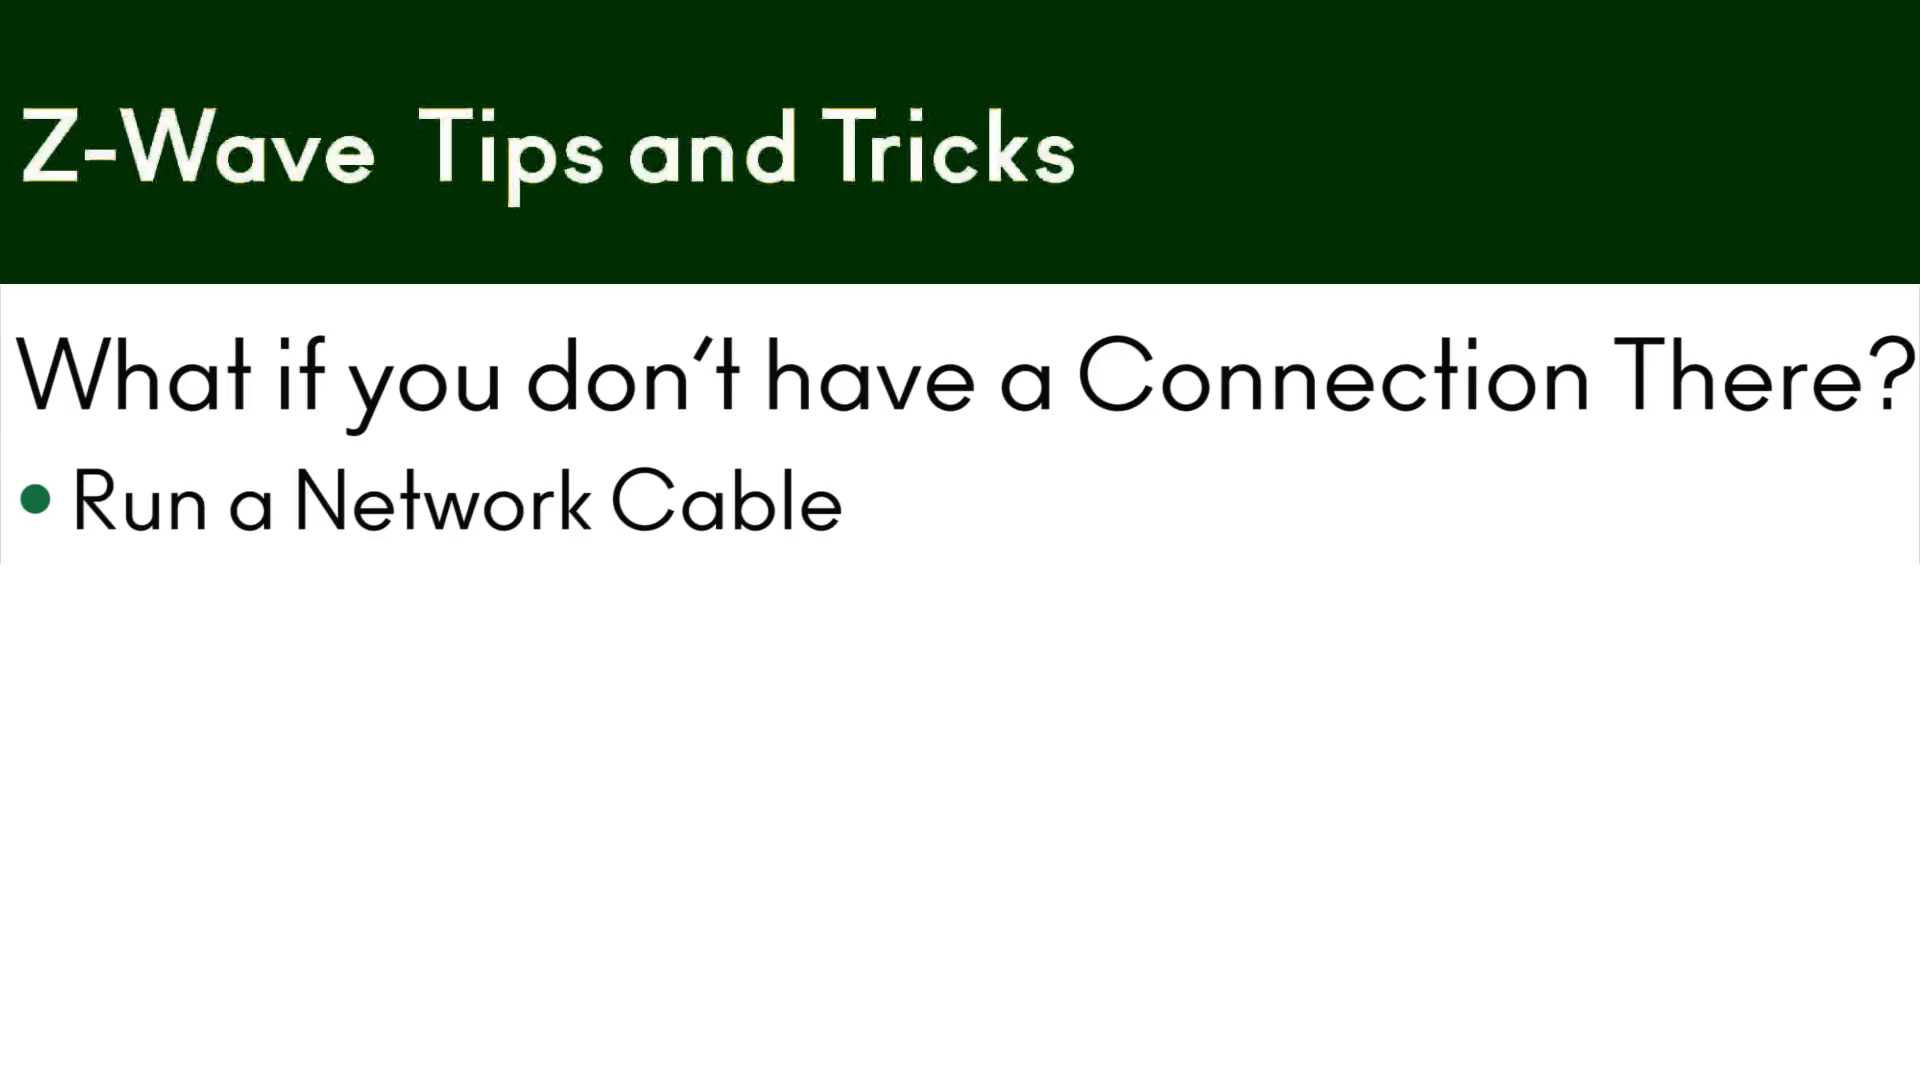 Z-Wave  Tips and Tricks
What if you don’t have a Connection There?
• Run a Network Cable